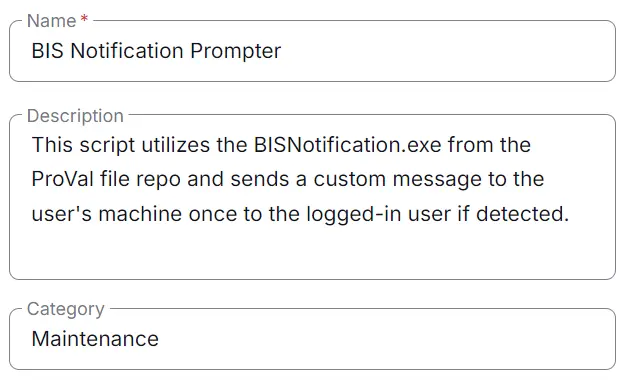 Name *
BIS Notification Prompter
Description
This script utilizes the BISNotification.exe from the
ProVal file repo and sends a custom message to the
user's machine once to the logged-in user if detected.
Category
Maintenance